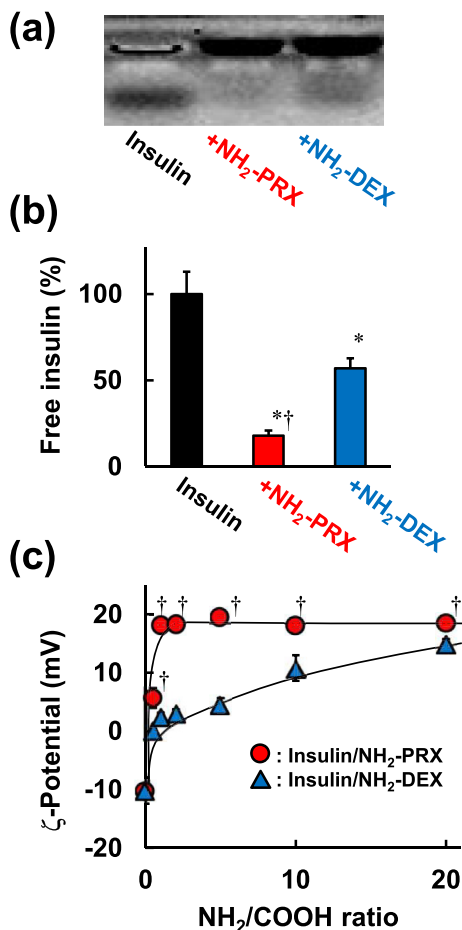 (a)
Insulin
+NH₂-PRX
+NH₂-DEX
(b)
Free insulin (%)
100
50
0
*†
*
Insulin
+NH₂-PRX
+NH₂-DEX
(c)
ζ-Potential (mV)
20
10
0
-10
-20
†
†
†
†
†
†
: Insulin/NH₂-PRX
: Insulin/NH₂-DEX
0
10
20
NH₂/COOH ratio